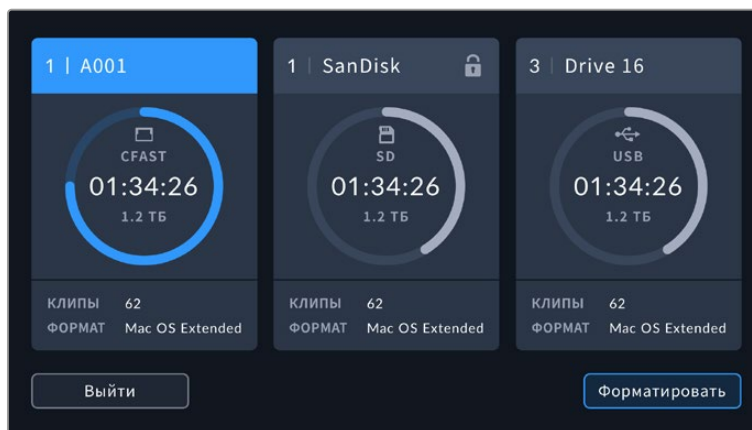 1 | A001
CFAST
01:34:26
1.2 ТБ
КЛИПЫ 62
ФОРМАТ Mac OS Extended
1 | SanDisk
SD
01:34:26
1.2 ТБ
КЛИПЫ 62
ФОРМАТ Mac OS Extended
3 | Drive 16
USB
01:34:26
1.2 ТБ
КЛИПЫ 62
ФОРМАТ Mac OS Extended
Выйти
Форматировать